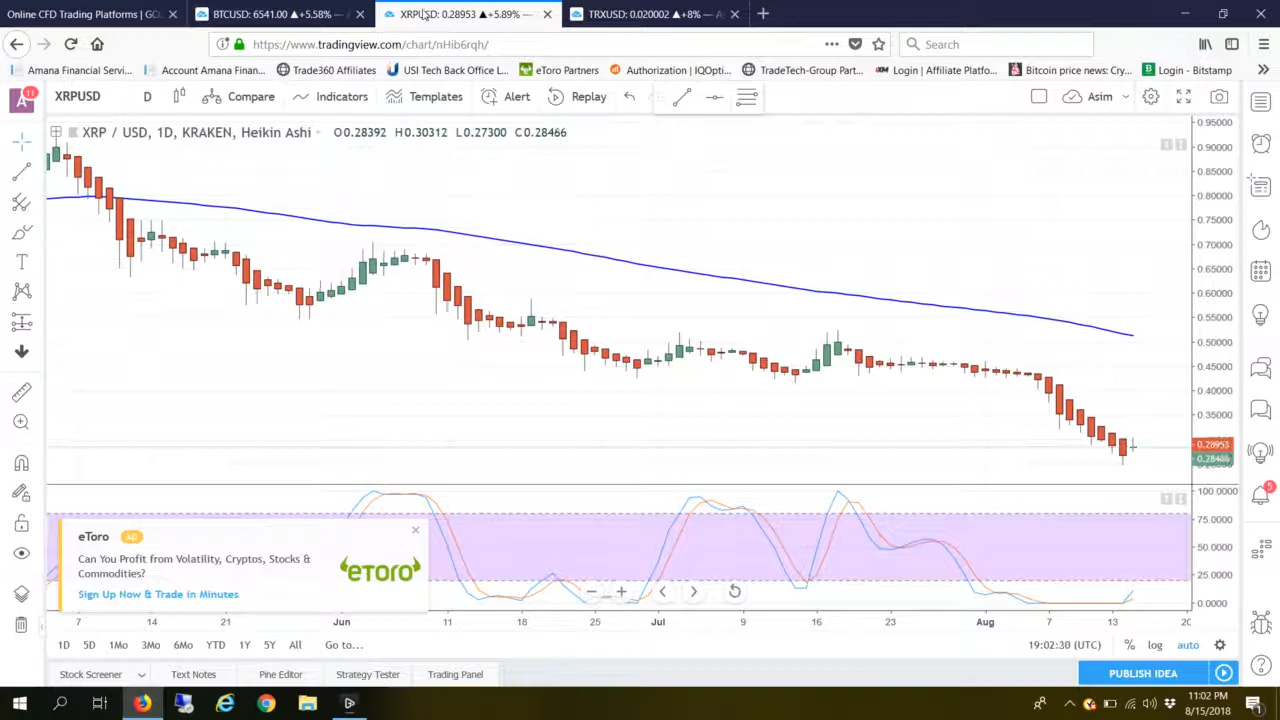 Online CFD Trading Platforms | GC
BTCUSD: 6541.00 ▲+5.58% —
XRPUSD: 0.28953 ▲+5.89% —
TRXUSD: 0.020002 ▲+8% — A
https://www.tradingview.com/chart/nHib6rqh/
Search
Amana Financial Servi...
Account Amana Finan...
Trade360 Affiliates
USI Tech Back Office L...
eToro Partners
Authorization | IQOpti...
TradeTech-Group Part...
Login | Affiliate Platfo...
Bitcoin price news: Cry...
Login - Bitstamp
A
11
XRPUSD
D
Compare
Indicators
Templates
Alert
Replay
Asim
XRP / USD, 1D, KRAKEN, Heikin Ashi
O0.28392 H0.30312 L0.27300 C0.28466
0.95000
0.90000
0.85000
0.80000
0.75000
0.70000
0.65000
0.60000
0.55000
0.50000
0.45000
0.40000
0.35000
0.28953
100.0000
75.0000
50.0000
25.0000
0.0000
5
eToro AD
Can You Profit from Volatility, Cryptos, Stocks &
Commodities?
Sign Up Now & Trade in Minutes
eToro
7 14 Jun 11 18 25 Jul 9 16 23 Aug 7 13 20
1D 5D 1Mo 3Mo 6Mo YTD 1Y 5Y All Go to...
19:02:30 (UTC) % log auto
Stock Screener
Text Notes
Pine Editor
Strategy Tester
Trading Panel
PUBLISH IDEA
11:02 PM
8/15/2018
1